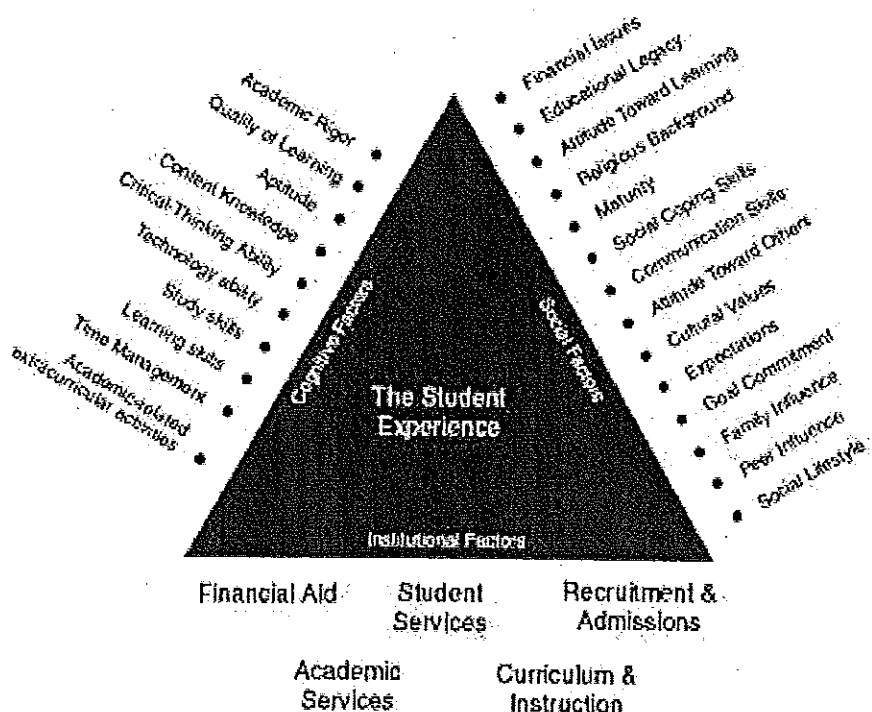 Academic Rigor
Quality of Learning
Aptitude
Content Knowledge
Critical Thinking Ability
Technology ability
Study skills
Learning skills
Time Management
Academic-related
extracurricular activities
Financial Issues
Educational Legacy
Attitude Toward Learning
Religious Background
Maturity
Social Coping Skills
Communication Skills
Attitude Toward Others
Cultural Values
Expectations
Goal Commitment
Family Influence
Peer Influence
Social Lifestyle
Cognitive Factors
Social Factors
The Student
Experience
Institutional Factors
Financial Aid
Student
Services
Recruitment &
Admissions
Academic
Services
Curriculum &
Instruction